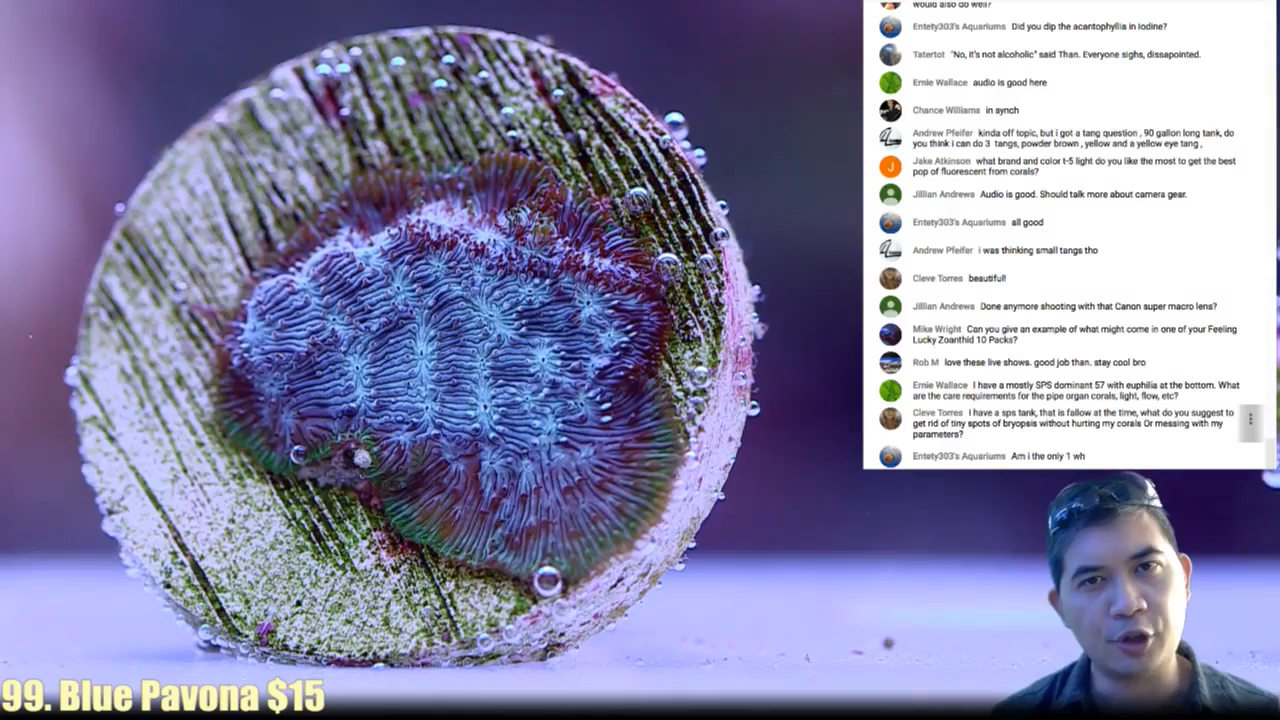 would also do well?
Entety303's Aquariums Did you dip the acantophyllia in Iodine?
Tatertot "No, it's not alcoholic" said Than. Everyone sighs, dissapointed.
Ernie Wallace audio is good here
Chance Williams in synch
Andrew Pfeifer kinda off topic, but i got a tang question , 90 gallon long tank, do
you think i can do 3 tangs, powder brown , yellow and a yellow eye tang ,
J
Jake Atkinson what brand and color t-5 light do you like the most to get the best
pop of fluorescent from corals?
Jillian Andrews Audio is good. Should talk more about camera gear.
Entety303's Aquariums all good
Andrew Pfeifer i was thinking small tangs tho
Cleve Torres beautiful!
Jillian Andrews Done anymore shooting with that Canon super macro lens?
Mike Wright Can you give an example of what might come in one of your Feeling
Lucky Zoanthid 10 Packs?
Rob M love these live shows. good job than. stay cool bro
Ernie Wallace I have a mostly SPS dominant 57 with euphilia at the bottom. What
are the care requirements for the pipe organ corals, light, flow, etc?
Cleve Torres I have a sps tank, that is fallow at the time, what do you suggest to
get rid of tiny spots of bryopsis without hurting my corals Or messing with my
parameters?
Entety303's Aquariums Am i the only 1 wh
99. Blue Pavona $15